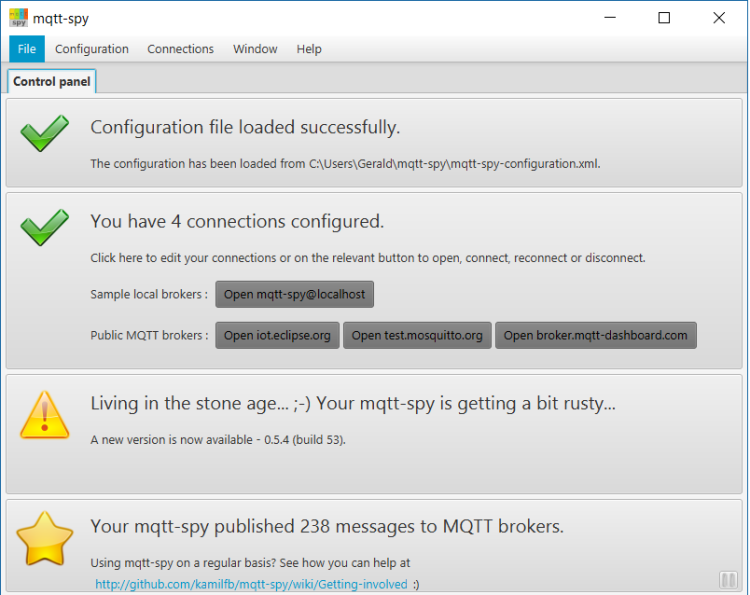 mqtt-spy
File Configuration Connections Window Help
Control panel
Configuration file loaded successfully.
The configuration has been loaded from C:\Users\Gerald\mqtt-spy\mqtt-spy-configuration.xml.
You have 4 connections configured.
Click here to edit your connections or on the relevant button to open, connect, reconnect or disconnect.
Sample local brokers : Open mqtt-spy@localhost
Public MQTT brokers : Open iot.eclipse.org Open test.mosquitto.org Open broker.mqtt-dashboard.com
Living in the stone age... ;-) Your mqtt-spy is getting a bit rusty...
A new version is now available - 0.5.4 (build 53).
Your mqtt-spy published 238 messages to MQTT brokers.
Using mqtt-spy on a regular basis? See how you can help at
http://github.com/kamilfb/mqtt-spy/wiki/Getting-involved :)